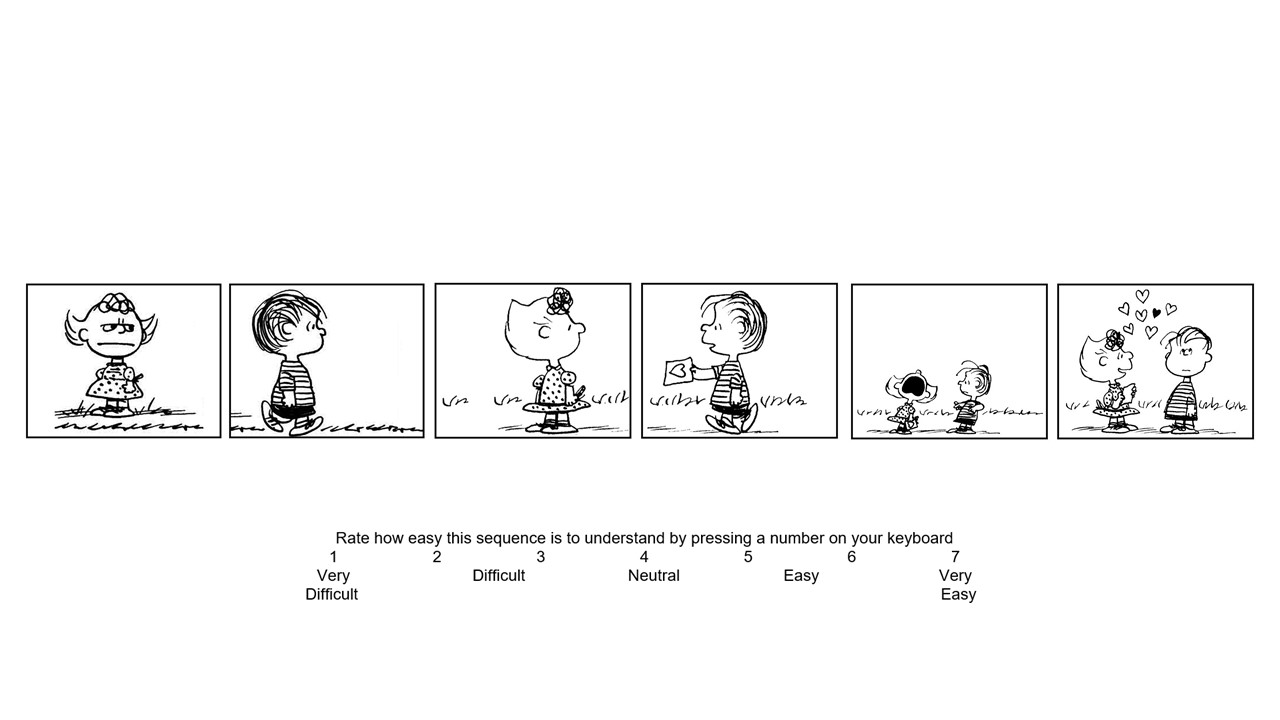 Rate how easy this sequence is to understand by pressing a number on your keyboard
1 2 3 4 5 6 7
Very Difficult Neutral Easy Very
Difficult Easy